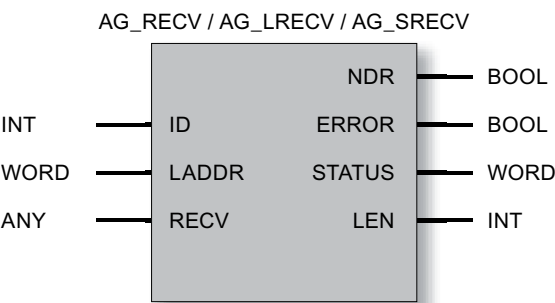 AG_RECV / AG_LRECV / AG_SRECV
NDR BOOL
INT ID ERROR BOOL
WORD LADDR STATUS WORD
ANY RECV LEN INT